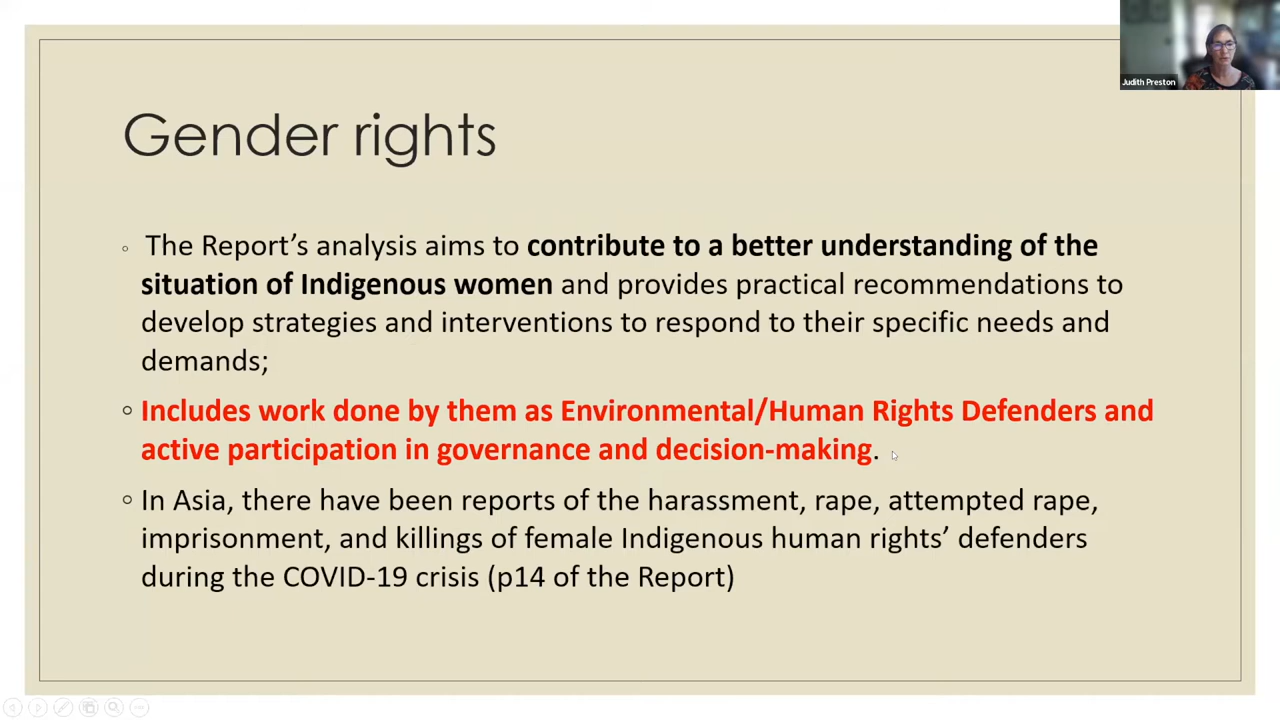 Judith Preston
Gender rights
The Report’s analysis aims to contribute to a better understanding of the
situation of Indigenous women and provides practical recommendations to
develop strategies and interventions to respond to their specific needs and
demands;
Includes work done by them as Environmental/Human Rights Defenders and
active participation in governance and decision-making.
In Asia, there have been reports of the harassment, rape, attempted rape,
imprisonment, and killings of female Indigenous human rights’ defenders
during the COVID-19 crisis (p14 of the Report)